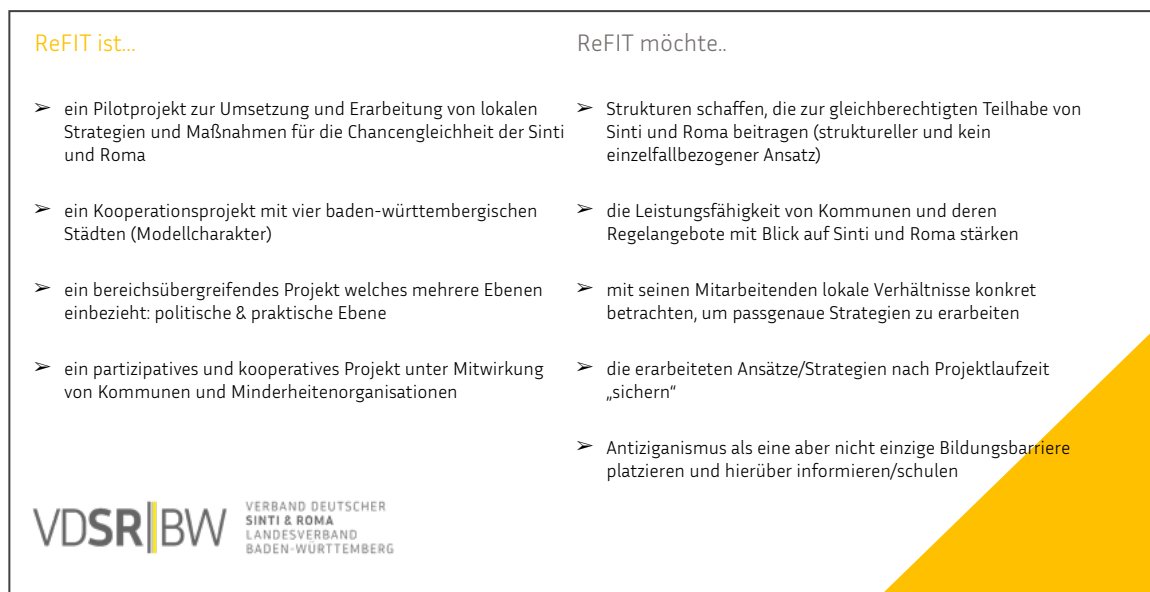 ReFIT ist...
➢ ein Pilotprojekt zur Umsetzung und Erarbeitung von lokalen
Strategien und Maßnahmen für die Chancengleichheit der Sinti
und Roma
➢ ein Kooperationsprojekt mit vier baden-württembergischen
Städten (Modellcharakter)
➢ ein bereichsübergreifendes Projekt welches mehrere Ebenen
einbezieht: politische & praktische Ebene
➢ ein partizipatives und kooperatives Projekt unter Mitwirkung
von Kommunen und Minderheitenorganisationen
ReFIT möchte..
➢ Strukturen schaffen, die zur gleichberechtigten Teilhabe von
Sinti und Roma beitragen (struktureller und kein
einzelfallbezogener Ansatz)
➢ die Leistungsfähigkeit von Kommunen und deren
Regelangebote mit Blick auf Sinti und Roma stärken
➢ mit seinen Mitarbeitenden lokale Verhältnisse konkret
betrachten, um passgenaue Strategien zu erarbeiten
➢ die erarbeiteten Ansätze/Strategien nach Projektlaufzeit
„sichern“
➢ Antiziganismus als eine aber nicht einzige Bildungsbarriere
platzieren und hierüber informieren/schulen
VDSR||BW
VERBAND DEUTSCHER
SINTI & ROMA
LANDESVERBAND
BADEN-WÜRTTEMBERG